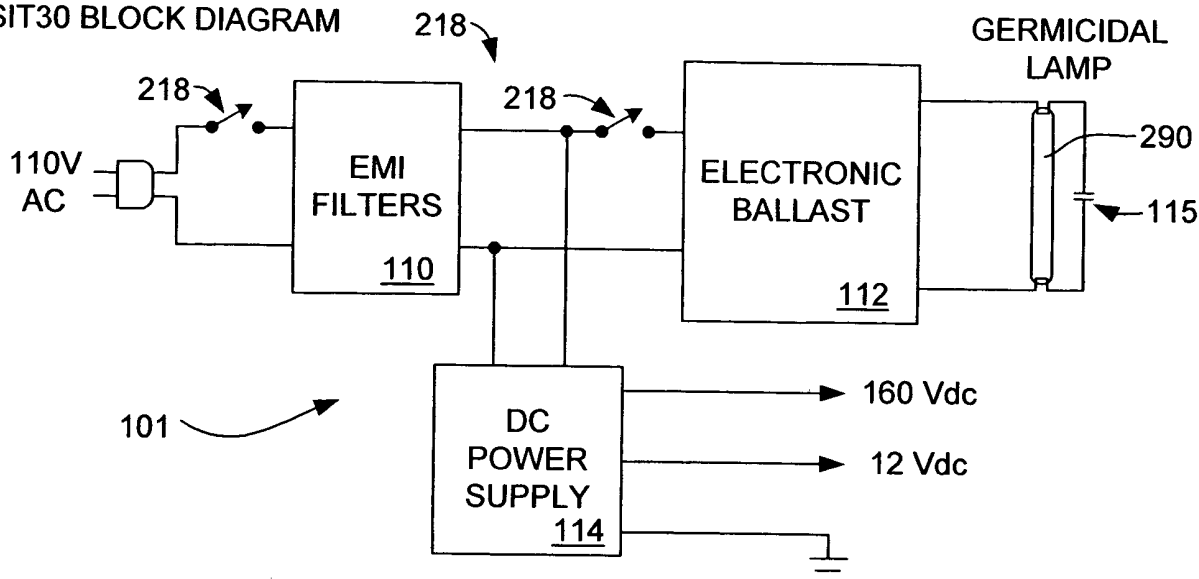 SIT30 BLOCK DIAGRAM
218
GERMICIDAL
LAMP
218
218
290
110V
AC
EMI
FILTERS
110
ELECTRONIC
BALLAST
112
115
101
DC
POWER
SUPPLY
114
160 Vdc
12 Vdc